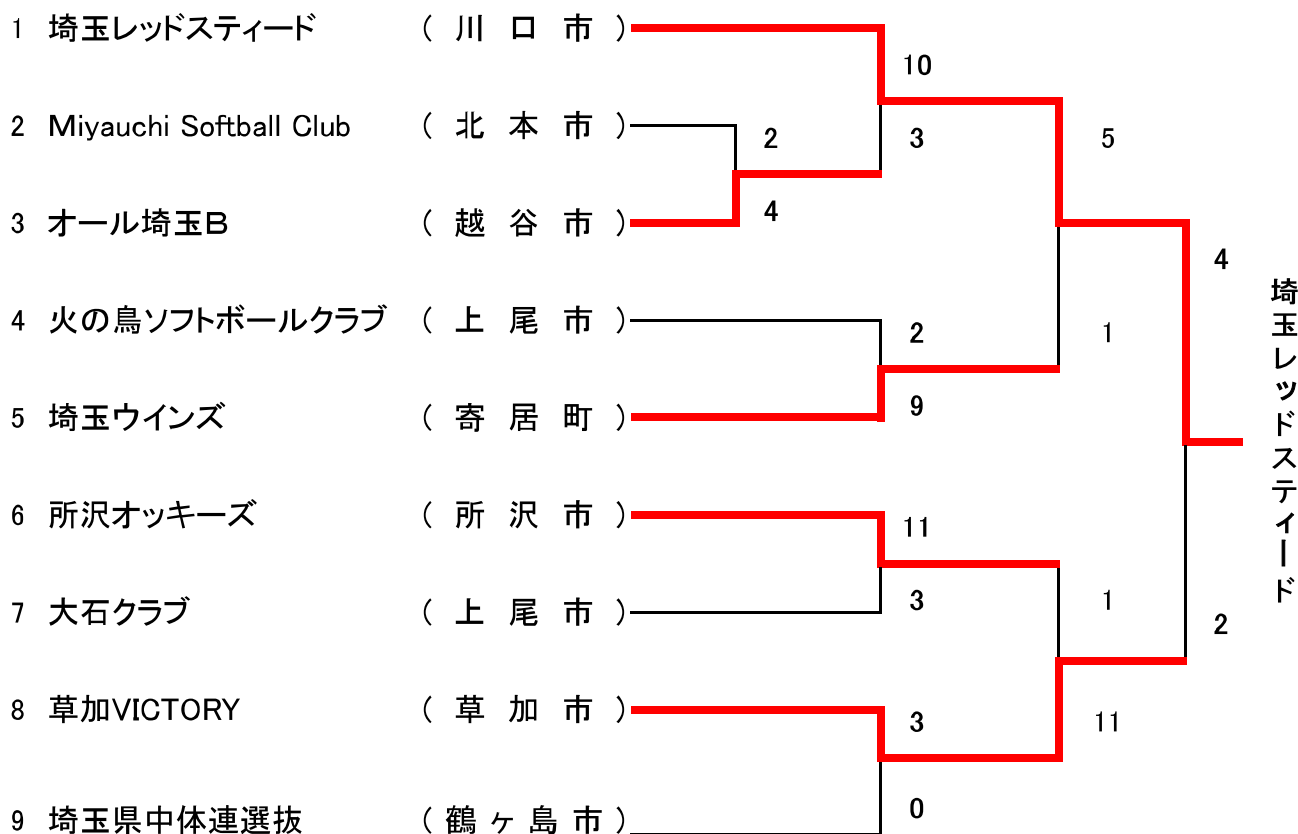 1 埼玉レッドスティード ( 川 口 市 )
10
2 Miyauchi Softball Club ( 北 本 市 )
2 3 5
3 オール埼玉B ( 越 谷 市 )
4
4
4 火の鳥ソフトボールクラブ ( 上 尾 市 )
2 1
5 埼玉ウインズ ( 寄 居 町 )
9
埼玉レッドスティード
6 所沢オッキーズ ( 所 沢 市 )
11
7 大石クラブ ( 上 尾 市 )
3 1
2
8 草加VICTORY ( 草 加 市 )
3 11
9 埼玉県中体連選抜 ( 鶴 ヶ 島 市 )
0